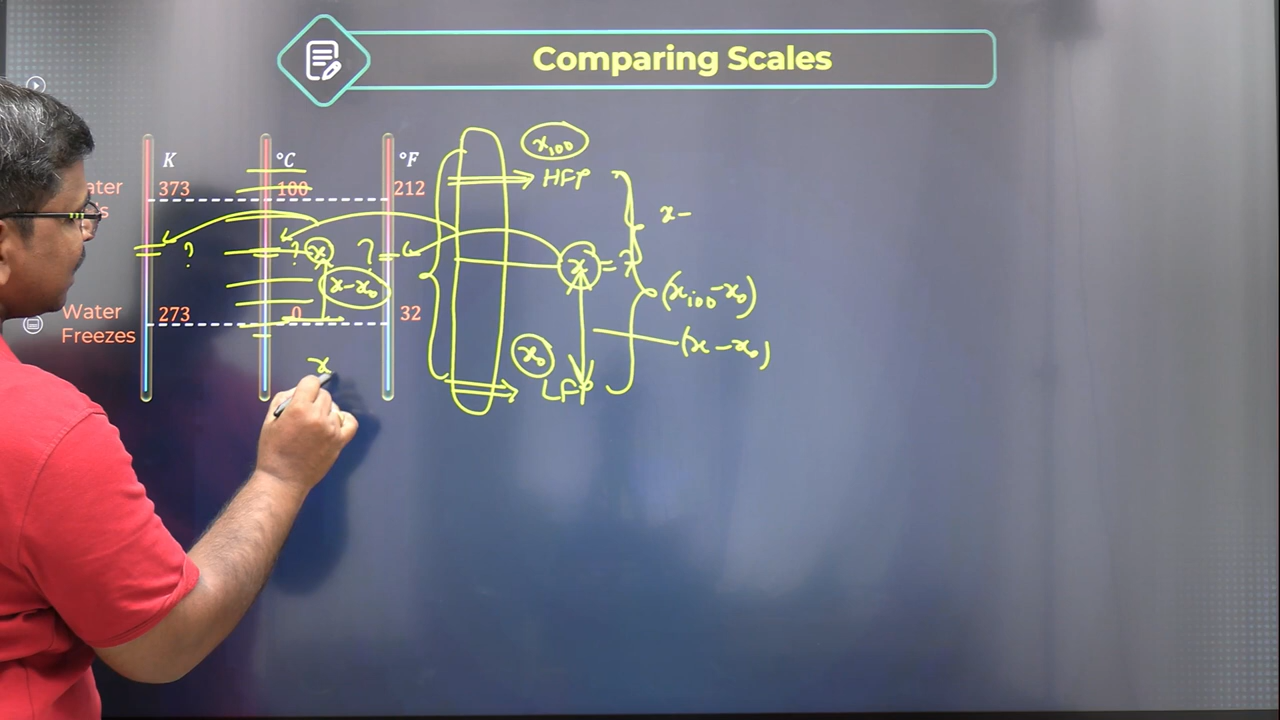 Comparing Scales
K
°C
°F
x₁₀₀
HFP
373
100
212
x-
?
? x
?
x = ?
x-x₀
(x₁₀₀-x₀)
Water
Freezes
273
0
32
(x-x₀)
x₀
LFP
x